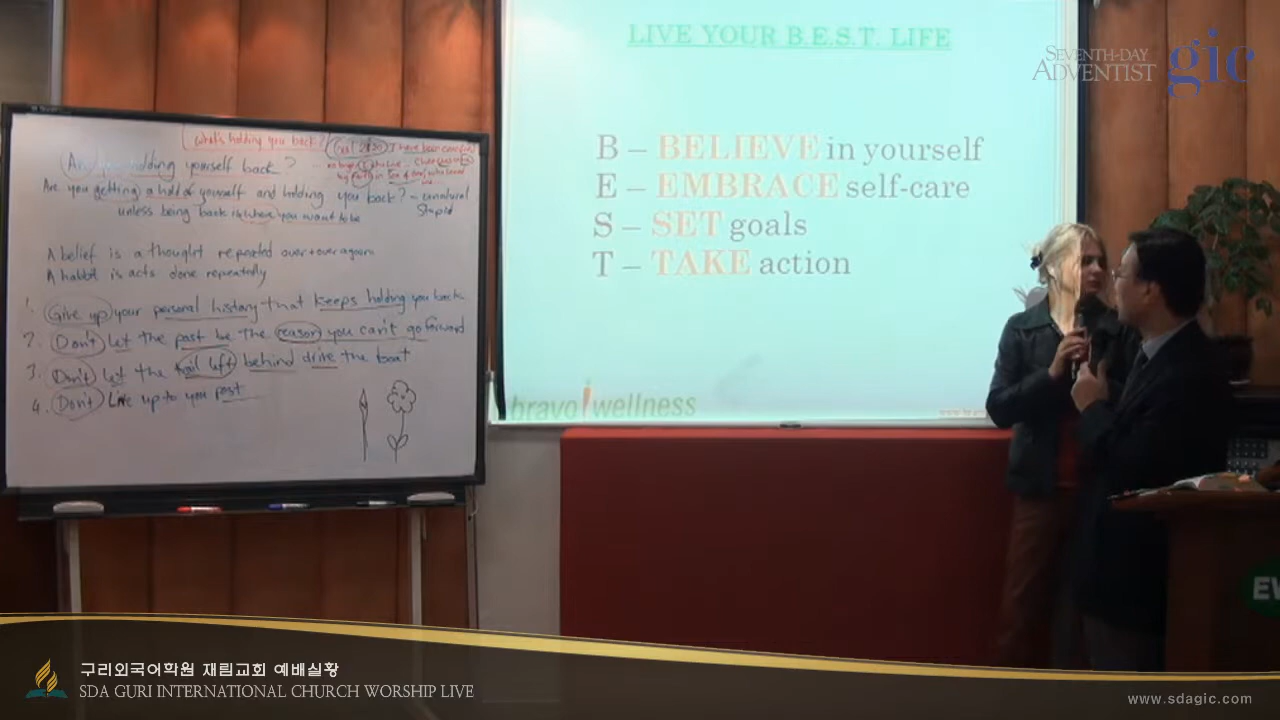 what's holding you back?
And you holding yourself back?
Are you getting a hold of yourself and holding you back? - unnatural
Stupid
unless being back is where you want to be
A belief is a thought repeated over + over again
A habbit is acts done repeatedly
1. Give up your personal history that keeps holding you back.
2. Don't let the past be the reason you can't go forward
3. Don't let the trail left behind drive the boat
4. Don't Live up to you past
LIVE YOUR B.E.S.T. LIFE
B – BELIEVE in yourself
E – EMBRACE self-care
S – SET goals
T – TAKE action
bravo wellness
SEVENTH-DAY
ADVENTIST
gic
구리외국어학원 재림교회 예배실황
SDA GURI INTERNATIONAL CHURCH WORSHIP LIVE
www.sdagic.com